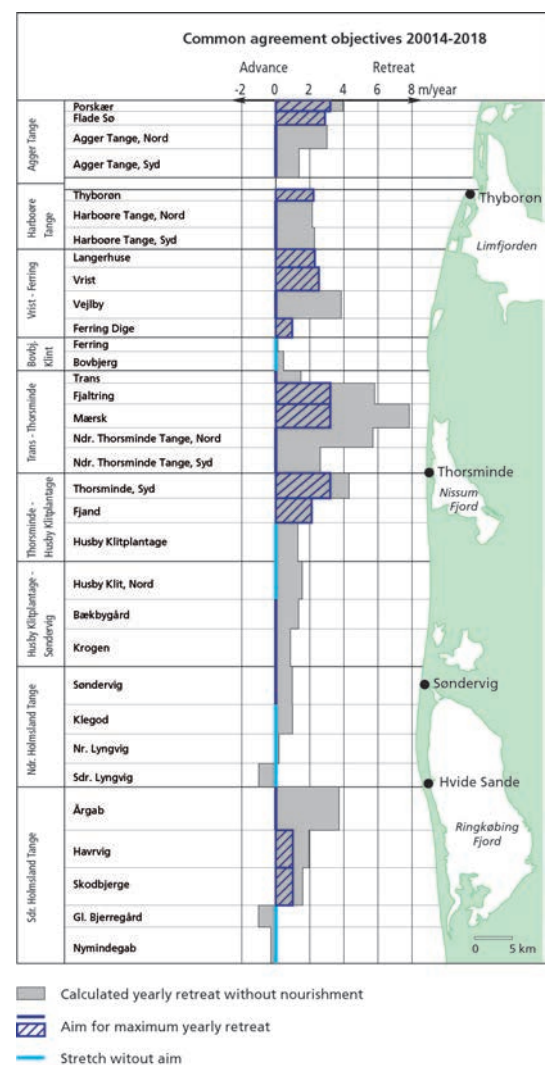 Common agreement objectives 20014-2018
Advance
Retreat
-2 0 2 4 6 8 m/year
Agger Tange
Porskær
Flade Sø
Agger Tange, Nord
Agger Tange, Syd
Harboøre
Tange
Thyborøn
Harboøre Tange, Nord
Harboøre Tange, Syd
Vrist - Ferring
Langerhuse
Vrist
Vejlby
Ferring Dige
Bovbj.
Klint
Ferring
Bovbjerg
Trans - Thorsminde
Trans
Fjaltring
Mærsk
Ndr. Thorsminde Tange, Nord
Ndr. Thorsminde Tange, Syd
Thorsminde -
Husby Klitplantage
Thorsminde, Syd
Fjand
Husby Klitplantage
Husby Klitplantage -
Søndervig
Husby Klit, Nord
Bækbygård
Krogen
Ndr. Holmsland Tange
Søndervig
Klegod
Nr. Lyngvig
Sdr. Lyngvig
Sdr. Holmsland Tange
Årgab
Havrvig
Skodbjerge
Gl. Bjerregård
Nymindegab
Thyborøn
Limfjorden
Thorsminde
Nissum
Fjord
Søndervig
Hvide Sande
Ringkøbing
Fjord
0 5 km
Calculated yearly retreat without nourishment
Aim for maximum yearly retreat
Stretch witout aim